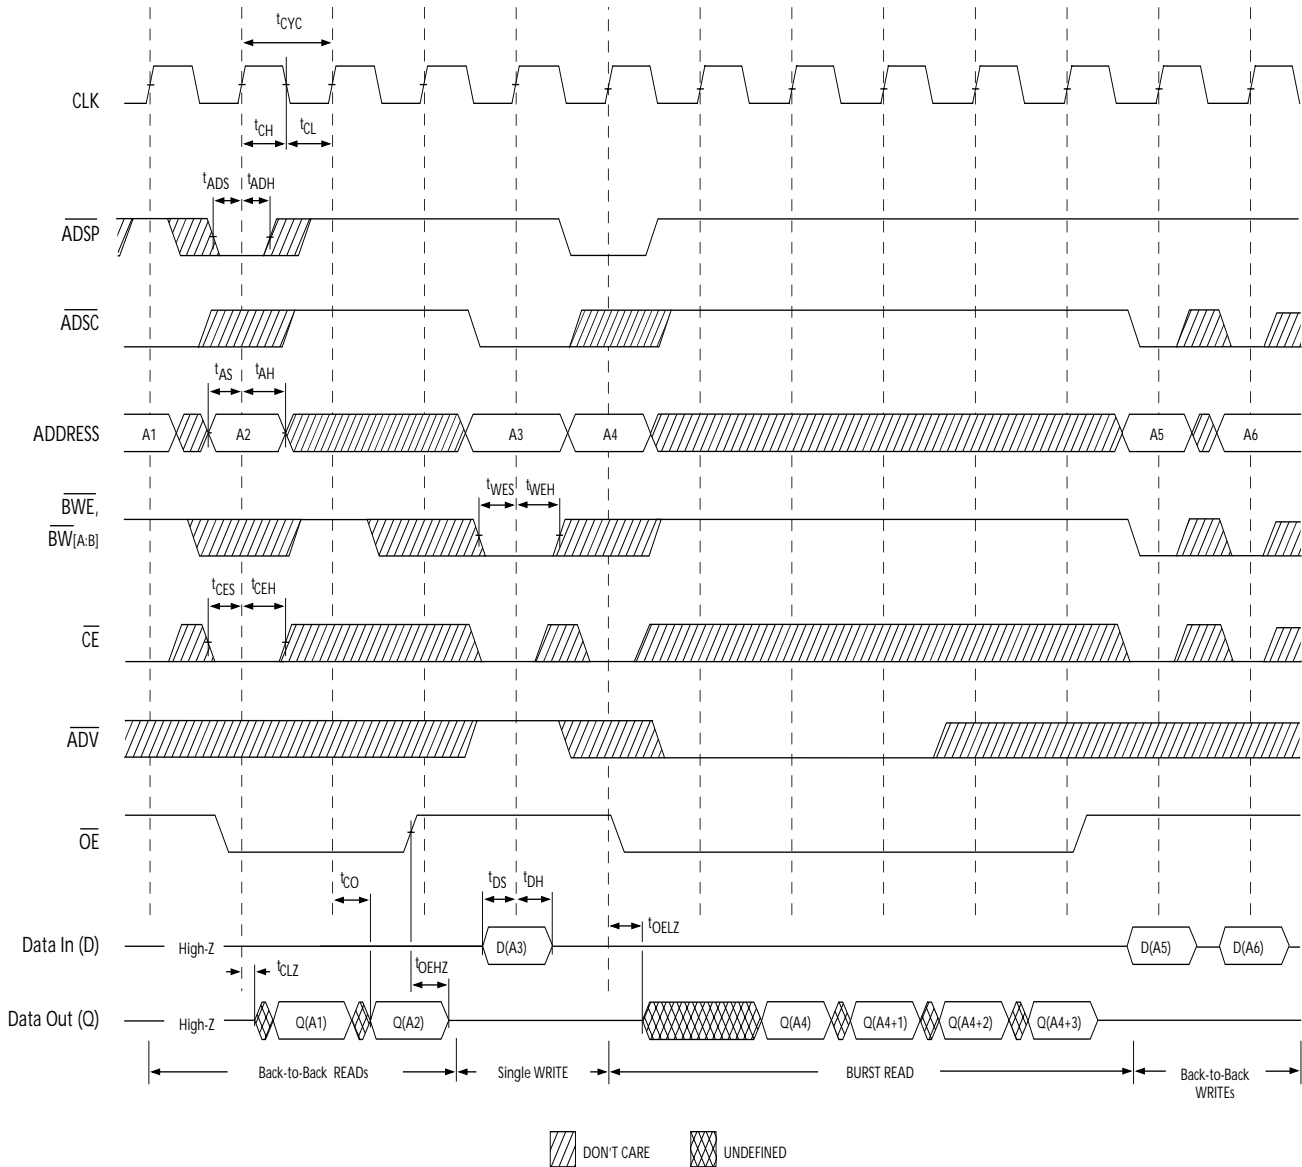 tCYC
CLK
tCH tCL
tADS tADH
ADSP
ADSC
tAS tAH
ADDRESS A1 A2 A3 A4 A5 A6
tWES tWEH
BWE,
BW[A:B]
tCES tCEH
CE
ADV
OE
tCO tDS tDH
tOELZ
Data In (D) High-Z D(A3) D(A5) D(A6)
tCLZ tOEHZ
Data Out (Q) High-Z Q(A1) Q(A2) Q(A4) Q(A4+1) Q(A4+2) Q(A4+3)
Back-to-Back READs Single WRITE BURST READ Back-to-Back
WRITEs
DON'T CARE UNDEFINED